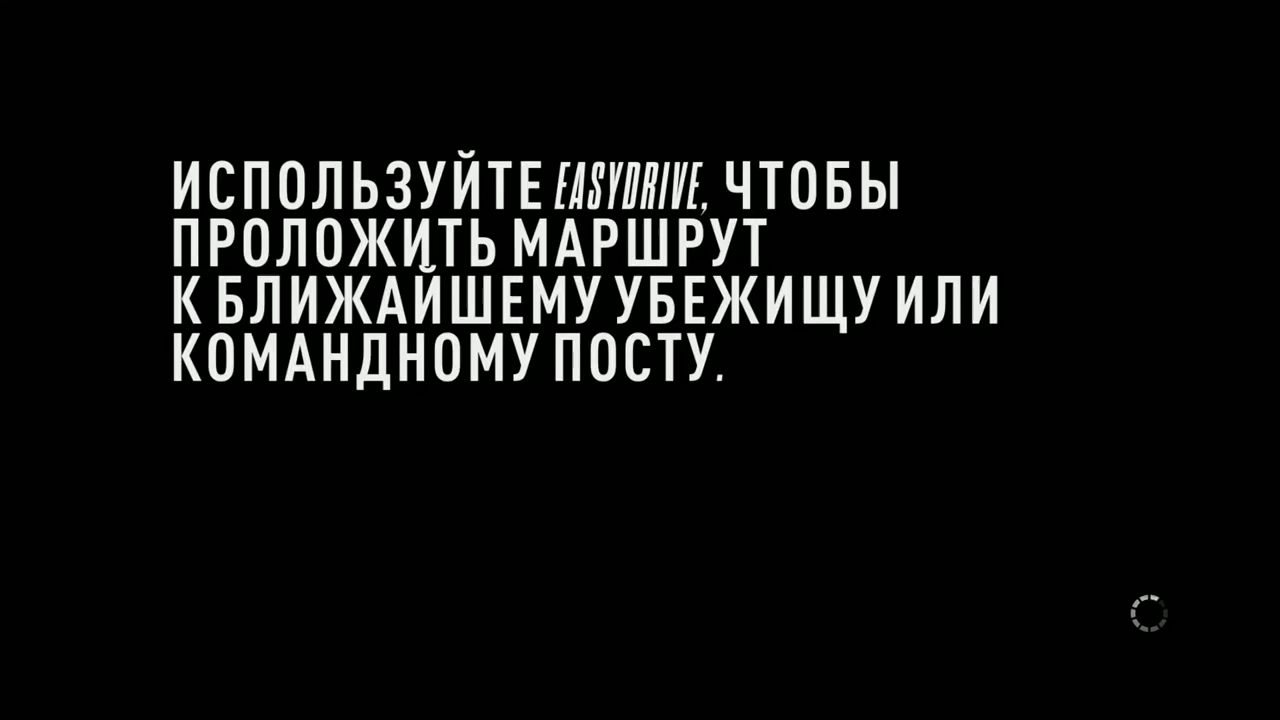 ИСПОЛЬЗУЙТЕ EASYDRIVE, ЧТОБЫ
ПРОЛОЖИТЬ МАРШРУТ
К БЛИЖАЙШЕМУ УБЕЖИЩУ ИЛИ
КОМАНДНОМУ ПОСТУ.